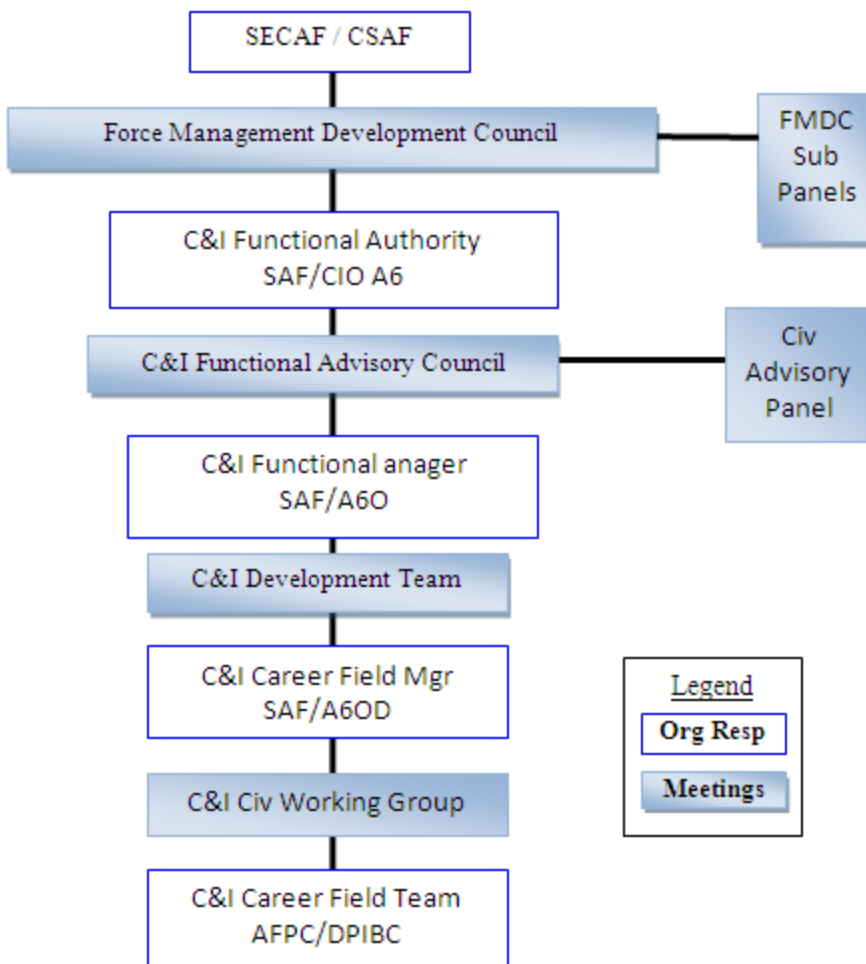 SECAF / CSAF
Force Management Development Council
FMDC
Sub
Panels
C&I Functional Authority
SAF/CIO A6
C&I Functional Advisory Council
Civ
Advisory
Panel
C&I Functional anager
SAF/A6O
C&I Development Team
C&I Career Field Mgr
SAF/A6OD
Legend
Org Resp
Meetings
C&I Civ Working Group
C&I Career Field Team
AFPC/DPIBC